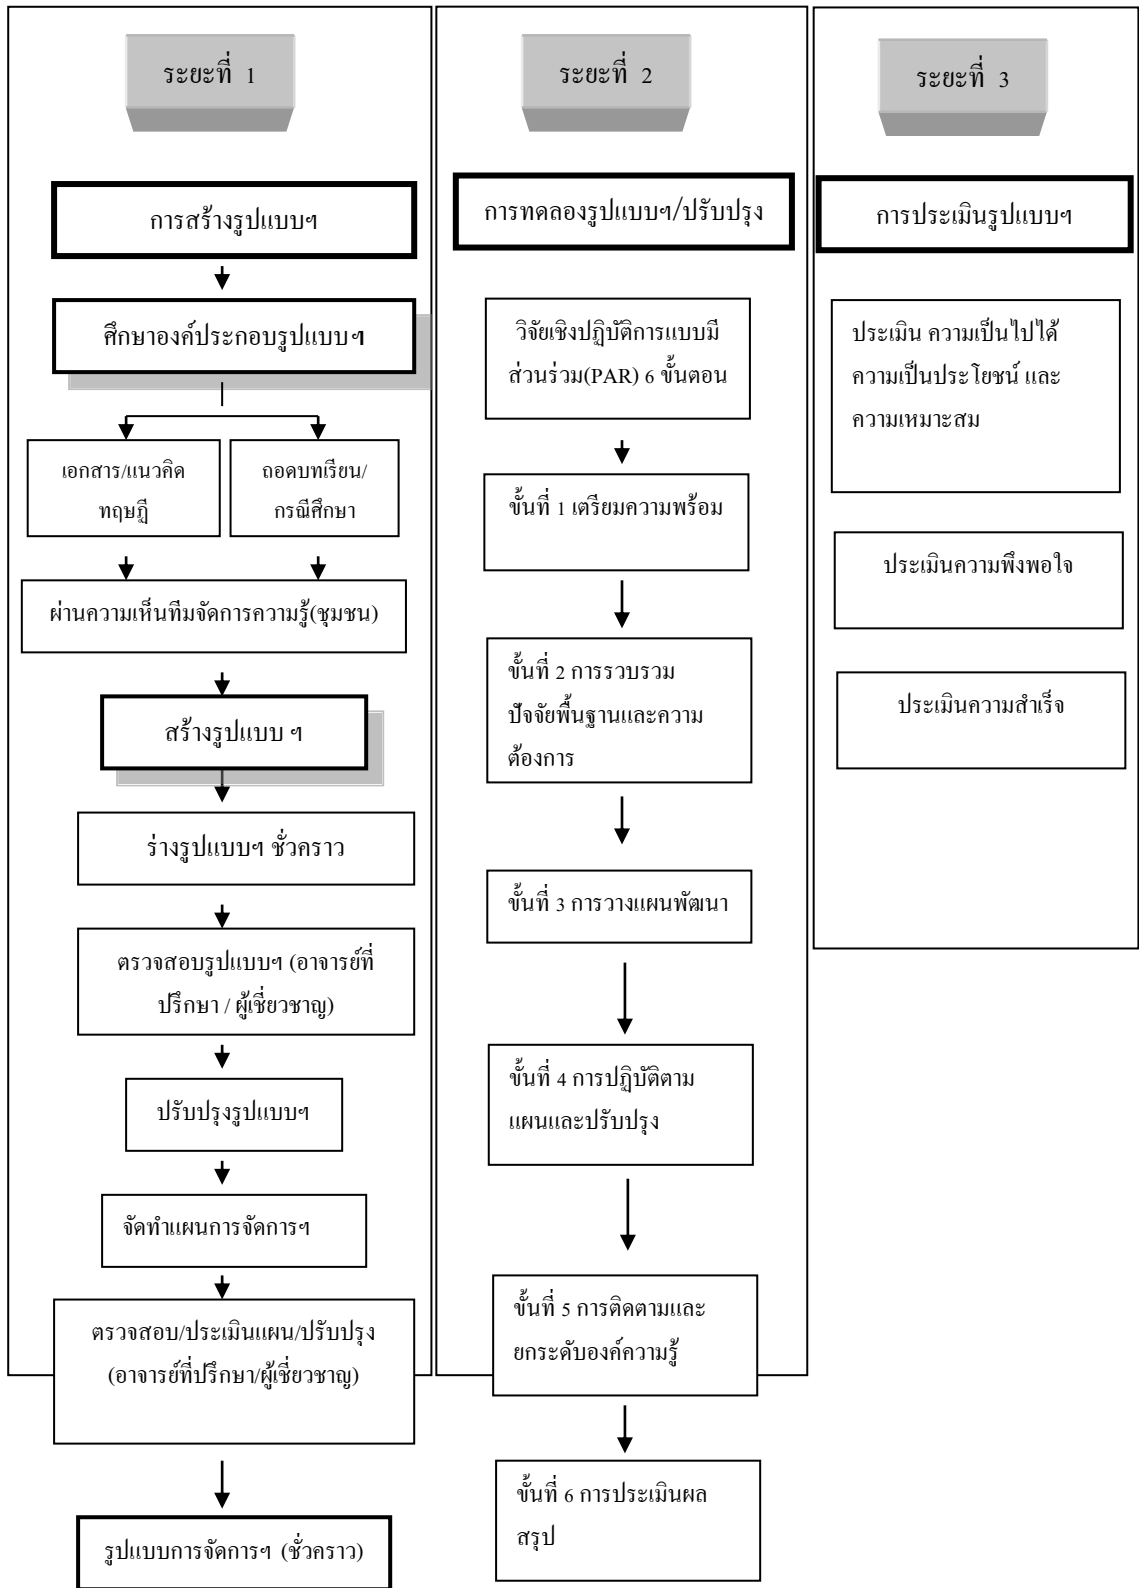 ระยะที่ 1
การสร้างรูปแบบฯ
ศึกษาองค์ประกอบรูปแบบฯ
เอกสาร/แนวคิด
ทฤษฎี
ถอดบทเรียน/
กรณีศึกษา
ผ่านความเห็นทีมจัดการความรู้(ชุมชน)
สร้างรูปแบบ ฯ
ร่างรูปแบบฯ ชั่วคราว
ตรวจสอบรูปแบบฯ (อาจารย์ที่
ปรึกษา / ผู้เชี่ยวชาญ)
ปรับปรุงรูปแบบฯ
จัดทำแผนการจัดการฯ
ตรวจสอบ/ประเมินแผน/ปรับปรุง
(อาจารย์ที่ปรึกษา/ผู้เชี่ยวชาญ)
รูปแบบการจัดการฯ (ชั่วคราว)
ระยะที่ 2
การทดลองรูปแบบฯ/ปรับปรุง
วิจัยเชิงปฏิบัติการแบบมี
ส่วนร่วม(PAR) 6 ขั้นตอน
ขั้นที่ 1 เตรียมความพร้อม
ขั้นที่ 2 การรวบรวม
ปัจจัยพื้นฐานและความ
ต้องการ
ขั้นที่ 3 การวางแผนพัฒนา
ขั้นที่ 4 การปฏิบัติตาม
แผนและปรับปรุง
ขั้นที่ 5 การติดตามและ
ยกระดับองค์ความรู้
ขั้นที่ 6 การประเมินผล
สรุป
ระยะที่ 3
การประเมินรูปแบบฯ
ประเมิน ความเป็นไปได้
ความเป็นประโยชน์ และ
ความเหมาะสม
ประเมินความพึงพอใจ
ประเมินความสำเร็จ